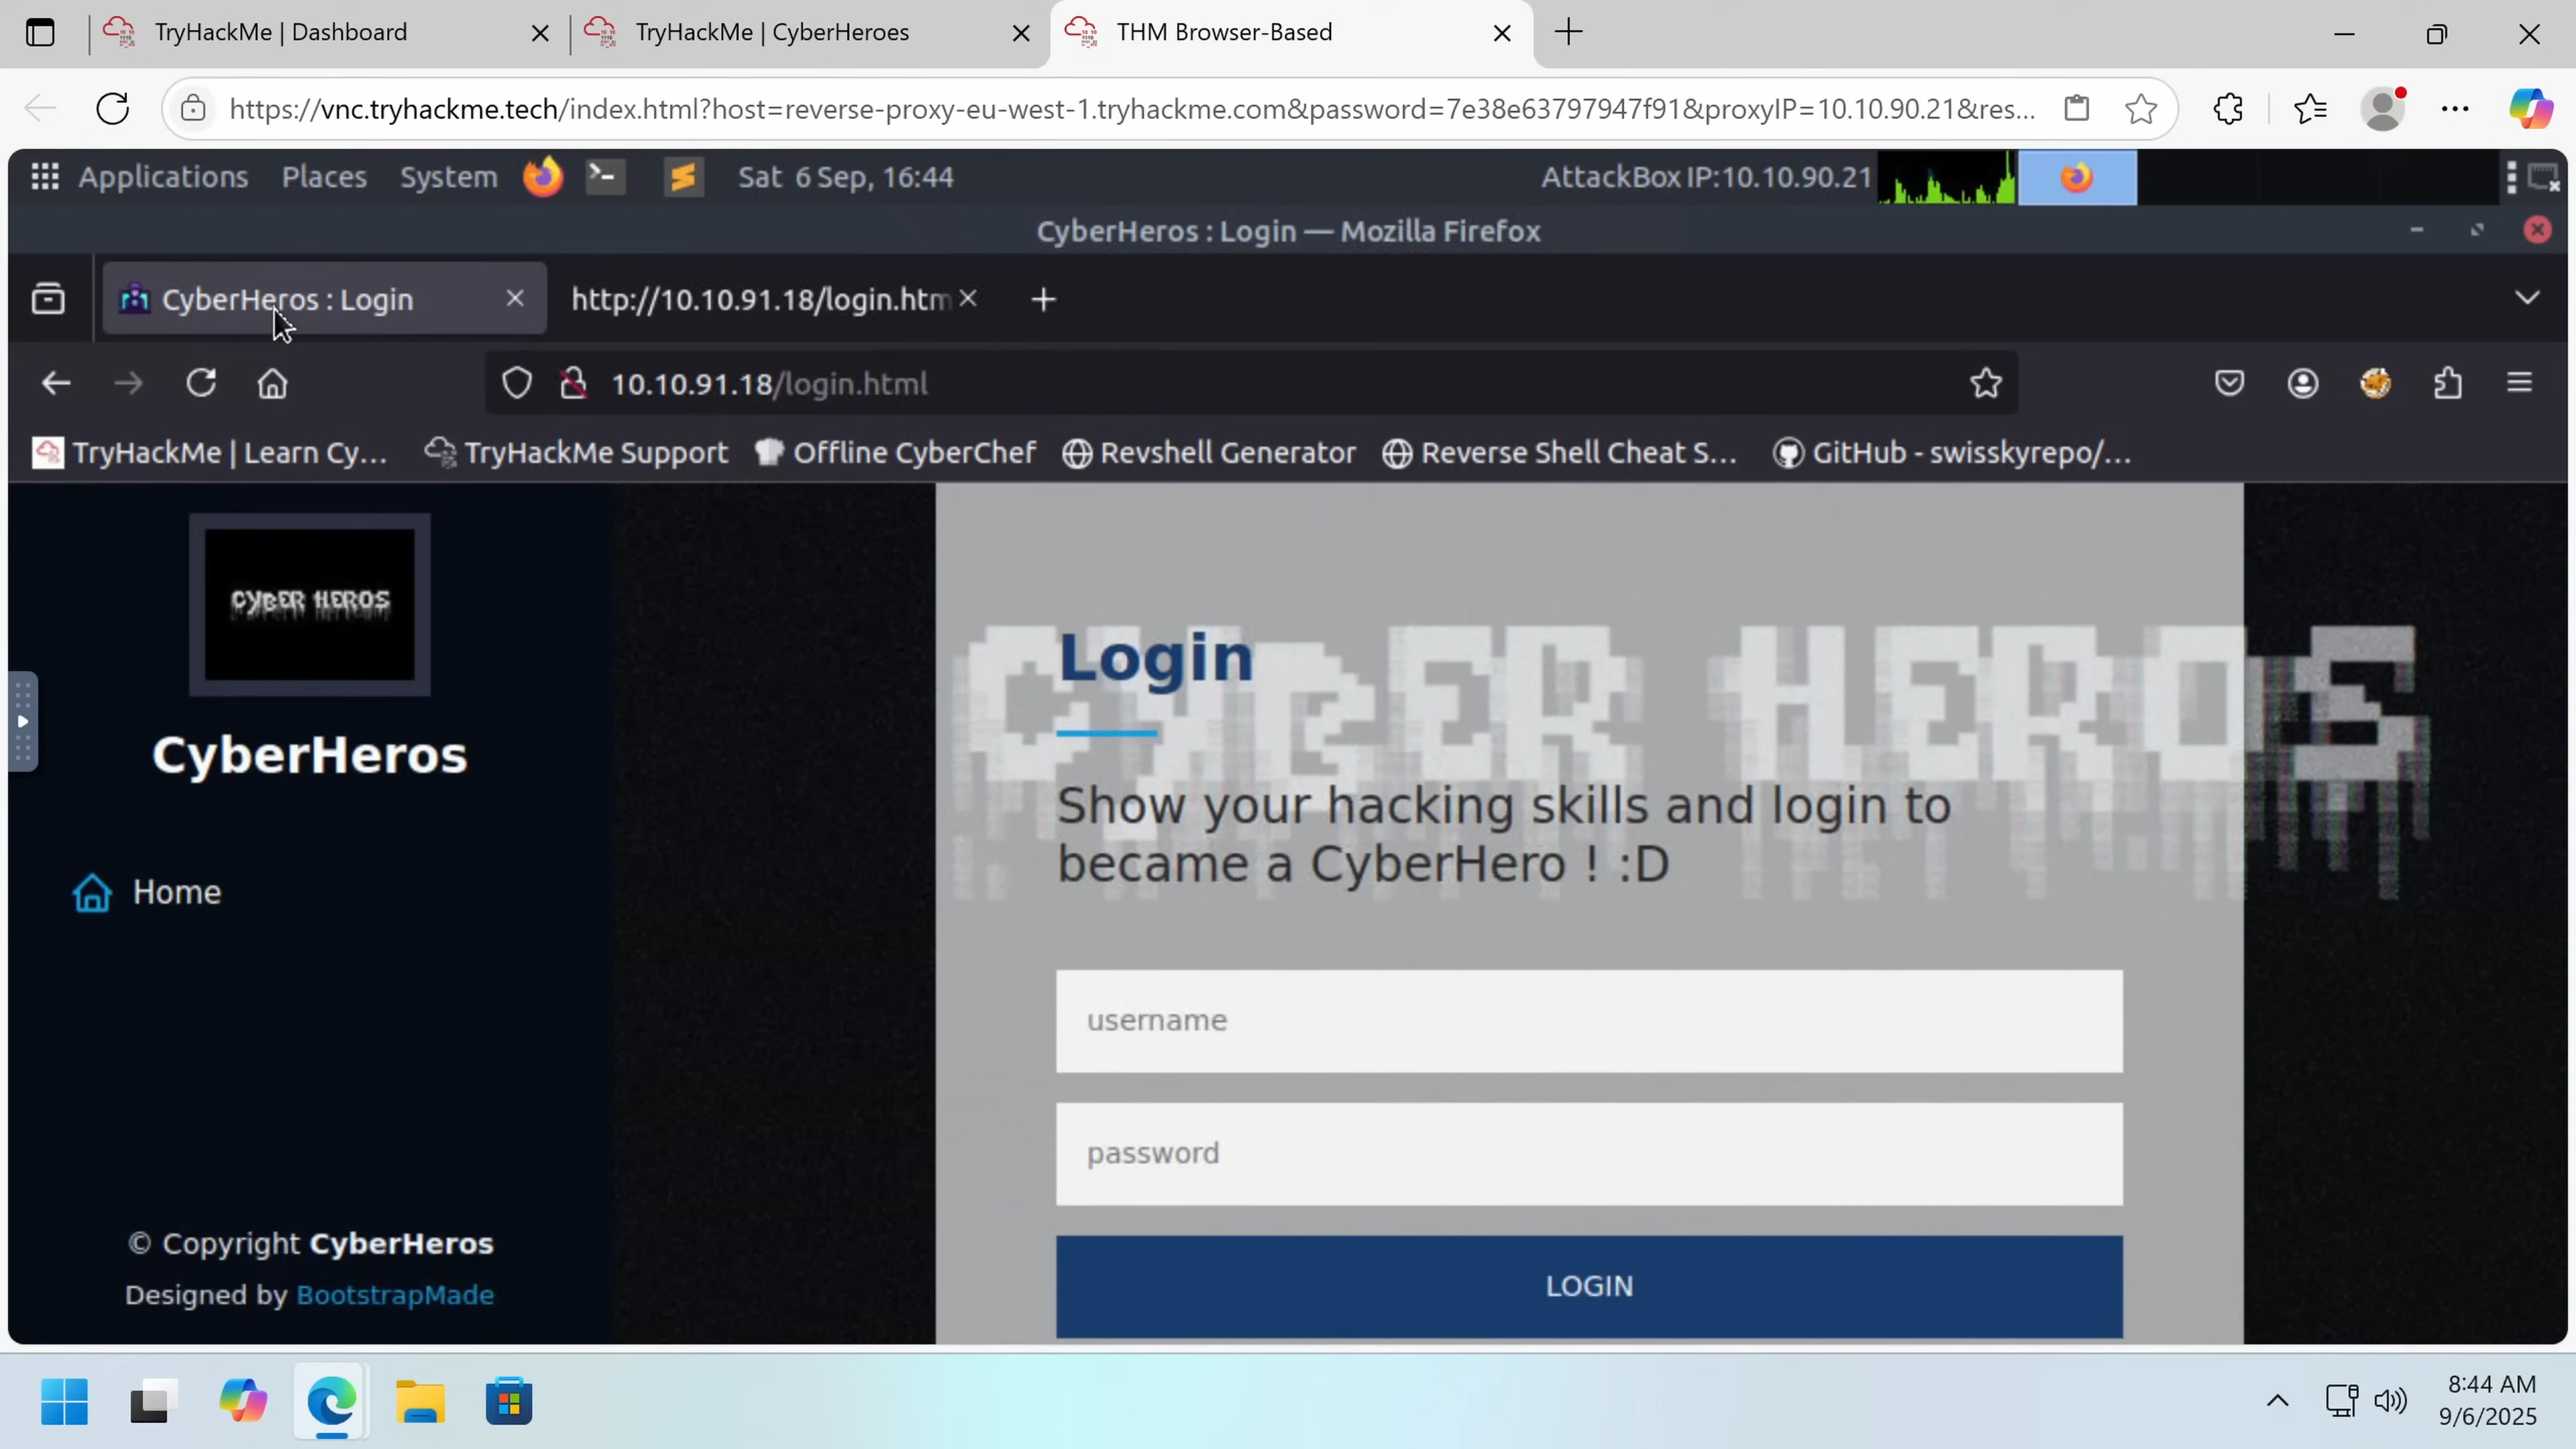 TryHackMe | Dashboard
TryHackMe | CyberHeroes
THM Browser-Based
https://vnc.tryhackme.tech/index.html?host=reverse-proxy-eu-west-1.tryhackme.com&password=7e38e63797947f91&proxyIP=10.10.90.21&res...
Applications Places System Sat 6 Sep, 16:44 AttackBox IP:10.10.90.21
CyberHeros : Login — Mozilla Firefox
CyberHeros : Login
http://10.10.91.18/login.htm
10.10.91.18/login.html
TryHackMe | Learn Cy... TryHackMe Support Offline CyberChef Revshell Generator Reverse Shell Cheat S... GitHub - swisskyrepo/...
CYBER HEROS
CyberHeros
Home
© Copyright CyberHeros
Designed by BootstrapMade
CYBER HEROS
Login
Show your hacking skills and login to
became a CyberHero ! :D
username
password
LOGIN
8:44 AM
9/6/2025